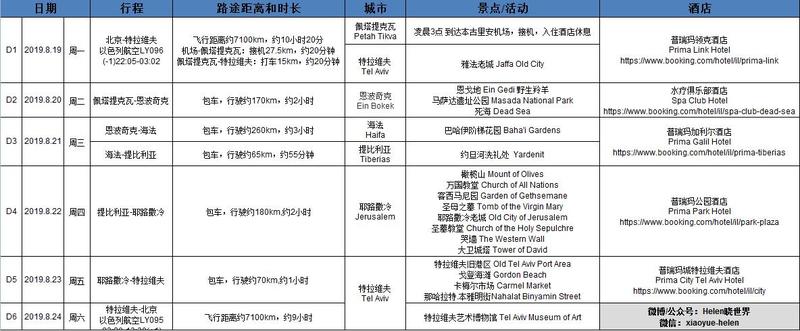 日期 行程 路途距离和时长 城市 景点/活动 酒店
D1 2019.8.19 周一
北京-特拉维夫
以色列航空LY096
(-1)22:05-03:02
飞行距离约7100km，约10小时20分
机场-佩塔提克瓦：接机27.5km，约20分钟
佩塔提克瓦-特拉维夫：打车15km，约20分钟
佩塔提克瓦
Petah Tikva
凌晨3点 到达本古里安机场，接机，入住酒店休息
特拉维夫
Tel Aviv
雅法老城 Jaffa Old City
普瑞玛领克酒店
Prima Link Hotel
https://www.booking.com/hotel/il/prima-link
D2 2019.8.20 周二
佩塔提克瓦-恩波奇克
包车，行驶约170km，约2小时
恩波奇克
Ein Bokek
恩戈地 Ein Gedi 野生羚羊
马萨达遗址公园 Masada National Park
死海 Dead Sea
水疗俱乐部酒店
Spa Club Hotel
https://www.booking.com/hotel/il/spa-club-dead-sea
D3 2019.8.21 周三
恩波奇克-海法
包车，行驶约260km，约3小时
海法
Haifa
巴哈伊阶梯花园 Baha'i Gardens
海法-提比利亚
包车，行驶约65km，约55分钟
提比利亚
Tiberias
约旦河洗礼处 Yardenit
普瑞玛加利尔酒店
Prima Galil Hotel
https://www.booking.com/hotel/il/prima-tiberias
D4 2019.8.22 周四
提比利亚-耶路撒冷
包车，行驶约180km,约2小时
耶路撒冷
Jerusalem
橄榄山 Mount of Olives
万国教堂 Church of All Nations
客西马尼园 Garden of Gethsemane
圣母之墓 Tomb of the Virgin Mary
耶路撒冷老城 Old City of Jerusalem
圣墓教堂 Church of the Holy Sepulchre
哭墙 The Western Wall
大卫城塔 Tower of David
普瑞玛公园酒店
Prima Park Hotel
https://www.booking.com/hotel/il/park-plaza
D5 2019.8.23 周五
耶路撒冷-特拉维夫
包车，行驶约70km,约1小时
特拉维夫
Tel Aviv
特拉维夫旧港区 Old Tel Aviv Port Area
戈登海滩 Gordon Beach
卡梅尔市场 Carmel Market
那哈拉特.本雅明街Nahalat Binyamin Street
普瑞玛城特拉维夫酒店
Prima City Tel Aviv Hotel
https://www.booking.com/hotel/il/city
D6 2019.8.24 周六
特拉维夫-北京
以色列航空LY095
飞行距离约7100km，约9小时
特拉维夫艺术博物馆 Tel Aviv Museum of Art
微博/公众号：Helen晓世界
微信：xiaoyue-helen